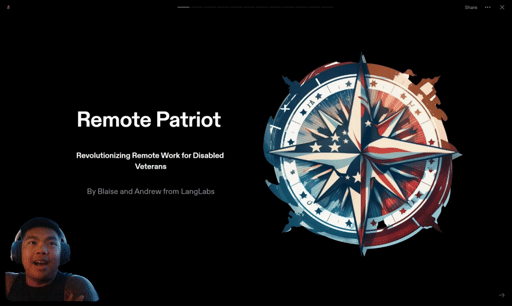 Share
Remote Patriot
Revolutionizing Remote Work for Disabled
Veterans
By Blaise and Andrew from LangLabs